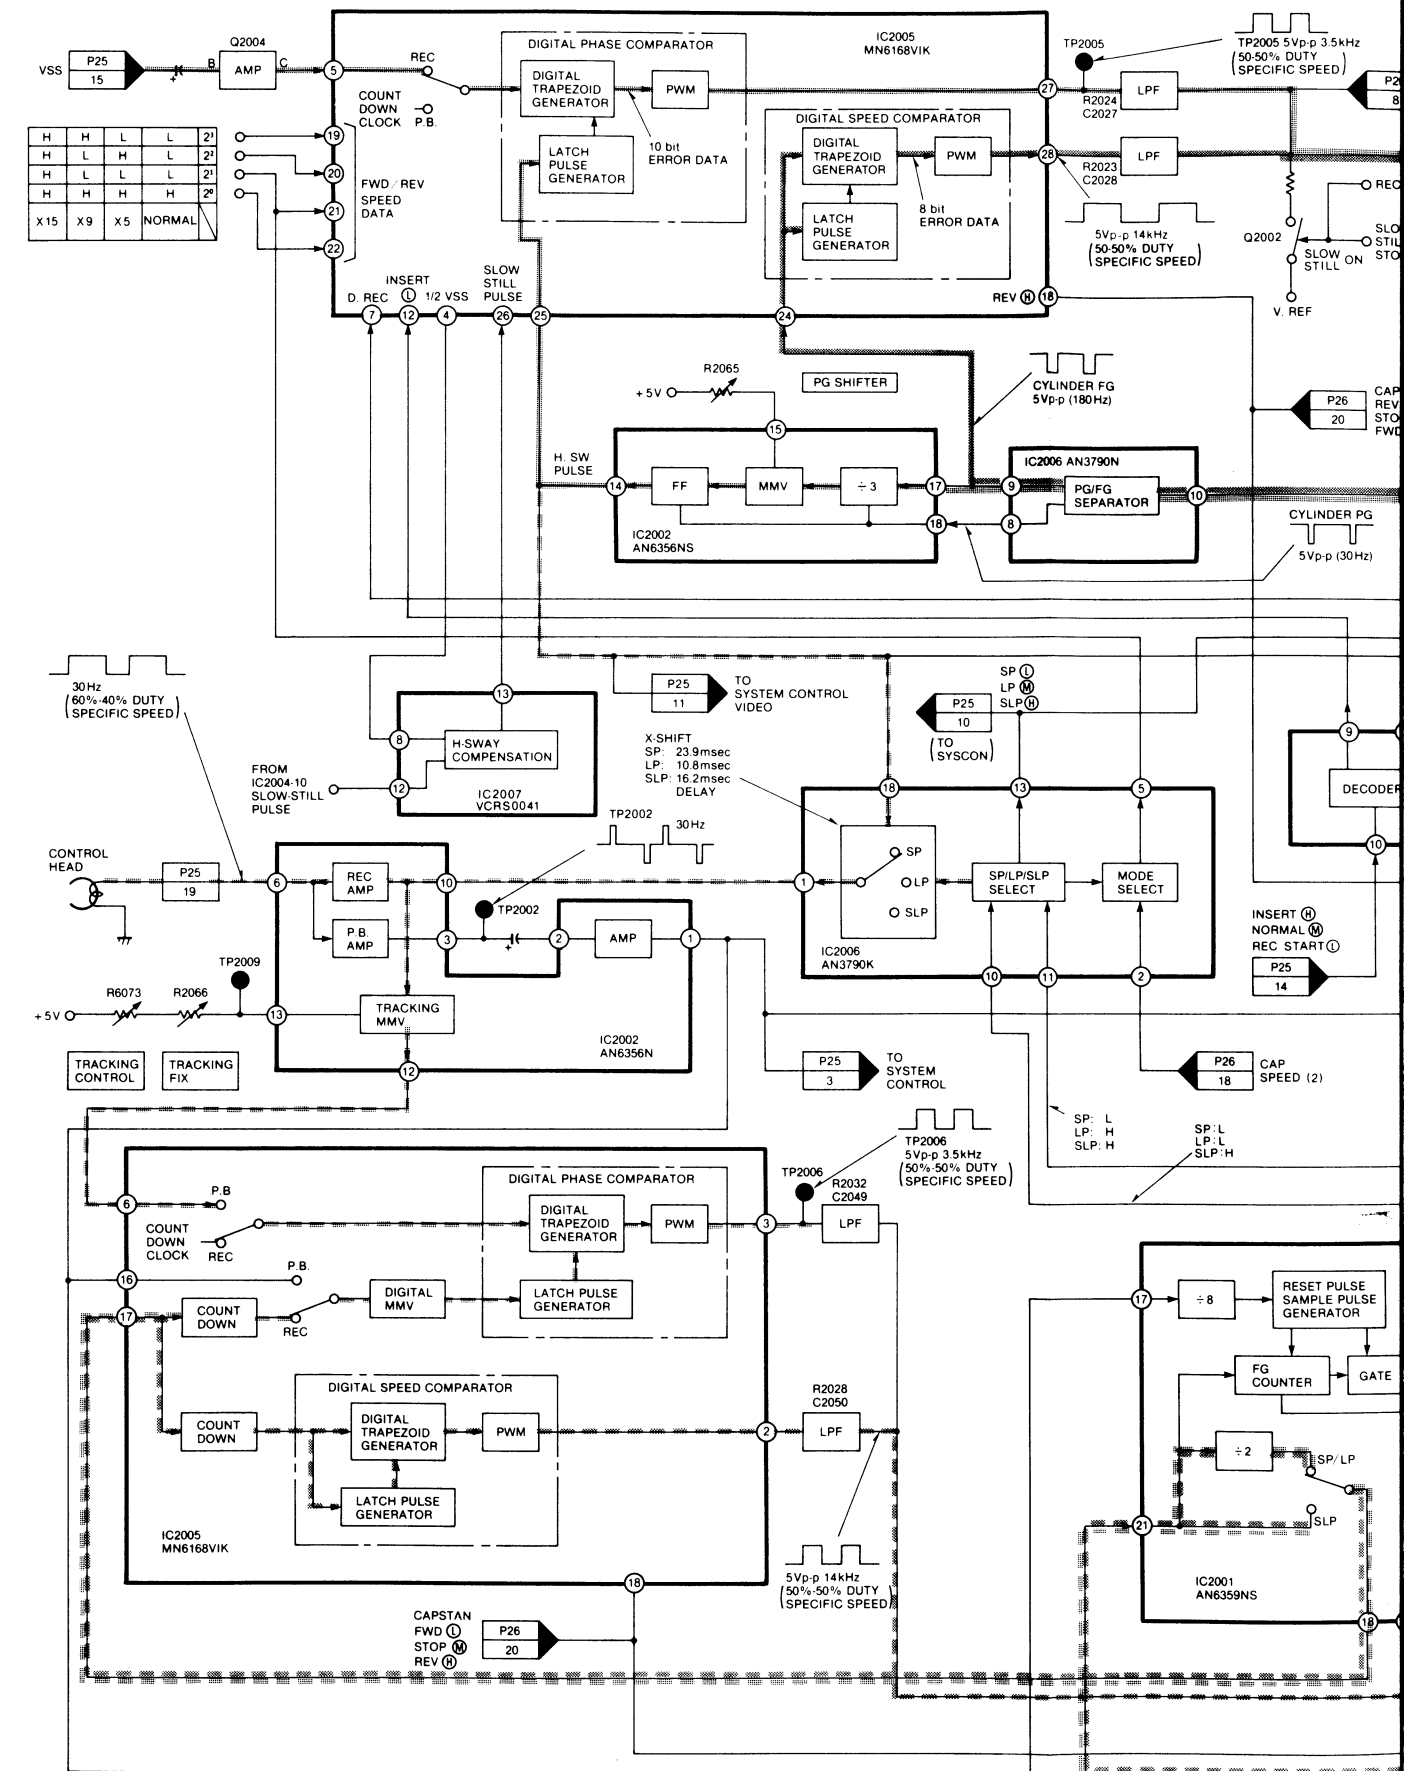 VSS
P25
15
Q2004
B
AMP
C
5
REC
COUNT
DOWN
CLOCK
P.B.
DIGITAL PHASE COMPARATOR
DIGITAL
TRAPEZOID
GENERATOR
PWM
LATCH
PULSE
GENERATOR
10 bit
ERROR DATA
IC2005
MN6168VIK
DIGITAL SPEED COMPARATOR
DIGITAL
TRAPEZOID
GENERATOR
PWM
LATCH
PULSE
GENERATOR
8 bit
ERROR DATA
27
28
TP2005
TP2005 5Vp-p 3.5kHz
(50-50% DUTY
SPECIFIC SPEED)
R2024
C2027
LPF
R2023
C2028
LPF
5Vp-p 14kHz
(50-50% DUTY
SPECIFIC SPEED)
Q2002
SLOW
STILL ON
V. REF
REC
H H L L 2³
H L H L 2²
H L L L 2¹
H H H H 2⁰
X15 X9 X5 NORMAL
19
20
21
22
FWD/REV
SPEED
DATA
D. REC
INSERT
Ⓛ
1/2 VSS
SLOW
STILL
PULSE
REV Ⓗ
18
7
12
4
26
25
24
+5V
R2065
PG SHIFTER
CYLINDER FG
5Vp-p (180Hz)
P26
20
15
H. SW
PULSE
14
FF
MMV
÷3
17
18
IC2002
AN6356NS
IC2006 AN3790N
9
8
PG/FG
SEPARATOR
10
CYLINDER PG
5Vp-p (30Hz)
30Hz
(60%-40% DUTY
SPECIFIC SPEED)
13
8
12
H-SWAY
COMPENSATION
IC2007
VCRS0041
FROM
IC2004-10
SLOW-STILL
PULSE
P25
11
TO
SYSTEM CONTROL
VIDEO
X-SHIFT
SP: 23.9msec
LP: 10.8msec
SLP: 16.2msec
DELAY
SP Ⓛ
LP Ⓜ
SLP Ⓗ
P25
10
(TO
SYSCON)
9
DECODER
10
TP2002
30Hz
CONTROL
HEAD
P25
19
6
REC
AMP
P.B.
AMP
10
3
TP2002
2
AMP
1
18
13
5
1
SP
LP
SLP
SP/LP/SLP
SELECT
MODE
SELECT
IC2006
AN3790K
10
11
2
INSERT Ⓗ
NORMAL Ⓜ
REC START Ⓛ
P25
14
TP2009
+5V
R6073
R2066
13
TRACKING
MMV
12
IC2002
AN6356N
TRACKING
CONTROL
TRACKING
FIX
P25
3
TO
SYSTEM
CONTROL
P26
18
CAP
SPEED (2)
SP: L
LP: H
SLP: H
SP:L
LP:L
SLP:H
TP2006
5Vp-p 3.5kHz
(50%-50% DUTY
SPECIFIC SPEED)
6
P.B
COUNT
DOWN
CLOCK
REC
DIGITAL PHASE COMPARATOR
DIGITAL
TRAPEZOID
GENERATOR
PWM
LATCH PULSE
GENERATOR
3
TP2006
R2032
C2049
LPF
16
P.B.
17
COUNT
DOWN
REC
DIGITAL
MMV
COUNT
DOWN
DIGITAL SPEED COMPARATOR
DIGITAL
TRAPEZOID
GENERATOR
PWM
LATCH PULSE
GENERATOR
2
R2028
C2050
LPF
IC2005
MN6168VIK
18
5Vp-p 14kHz
(50%-50% DUTY
SPECIFIC SPEED)
CAPSTAN
FWD Ⓛ
STOP Ⓜ
REV Ⓗ
P26
20
17
÷8
RESET PULSE
SAMPLE PULSE
GENERATOR
FG
COUNTER
GATE
÷2
SP/LP
SLP
21
IC2001
AN6359NS
18